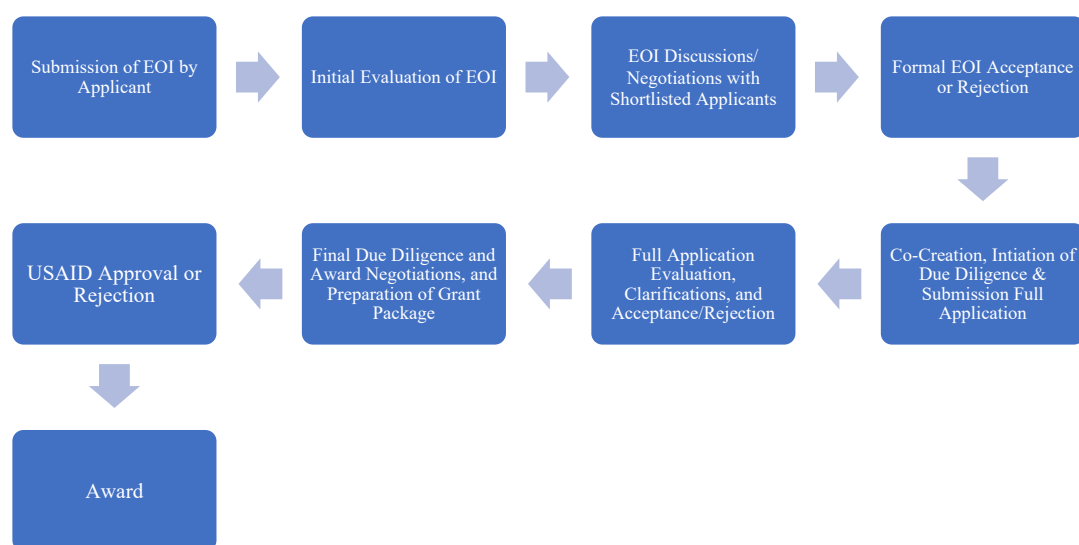 Submission of EOI by
Applicant
Initial Evaluation of EOI
EOI Discussions/
Negotiations with
Shortlisted Applicants
Formal EOI Acceptance
or Rejection
Co-Creation, Intiation of
Due Diligence &
Submission Full
Application
Full Application
Evaluation,
Clarifications, and
Acceptance/Rejection
Final Due Diligence and
Award Negotiations, and
Preparation of Grant
Package
USAID Approval or
Rejection
Award